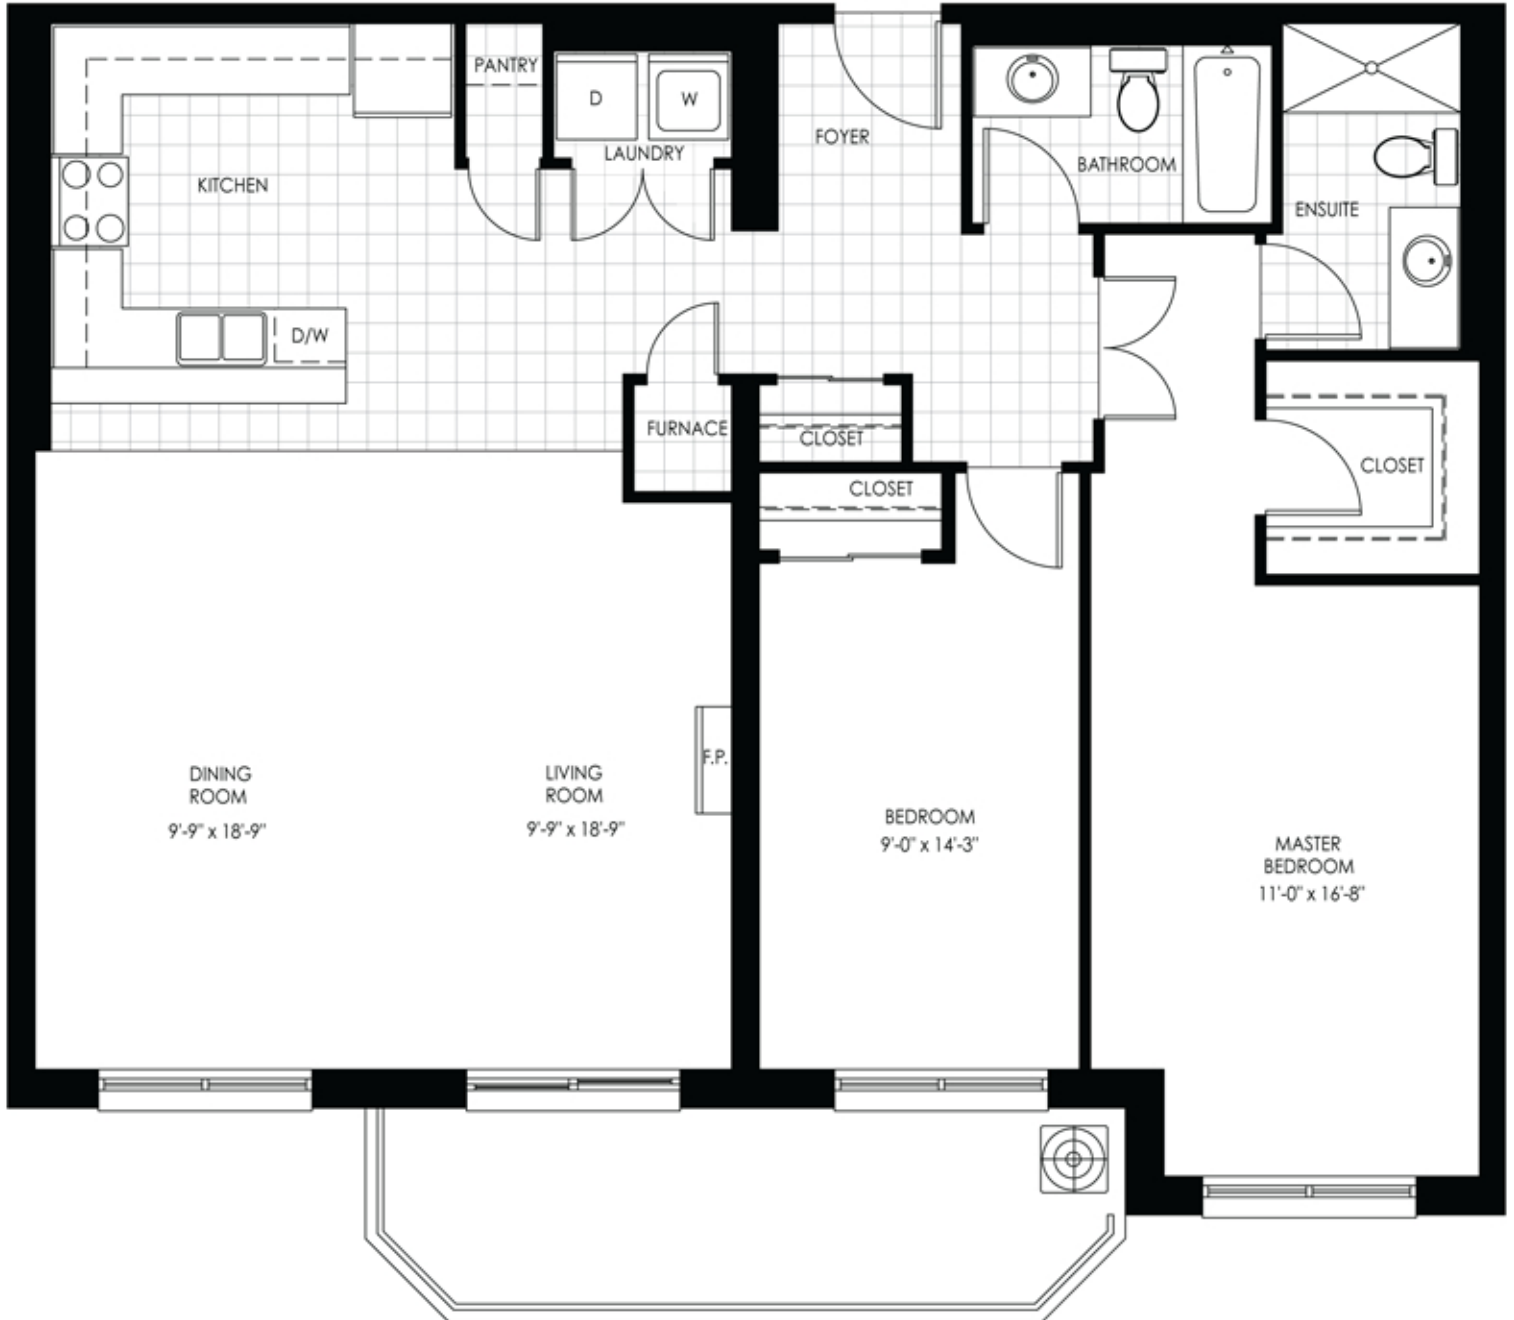 PANTRY
D
W
LAUNDRY
FOYER
BATHROOM
KITCHEN
ENSUITE
D/W
FURNACE
CLOSET
CLOSET
CLOSET
F.P.
DINING
ROOM
9'-9" x 18'-9"
LIVING
ROOM
9'-9" x 18'-9"
BEDROOM
9'-0" x 14'-3"
MASTER
BEDROOM
11'-0" x 16'-8"